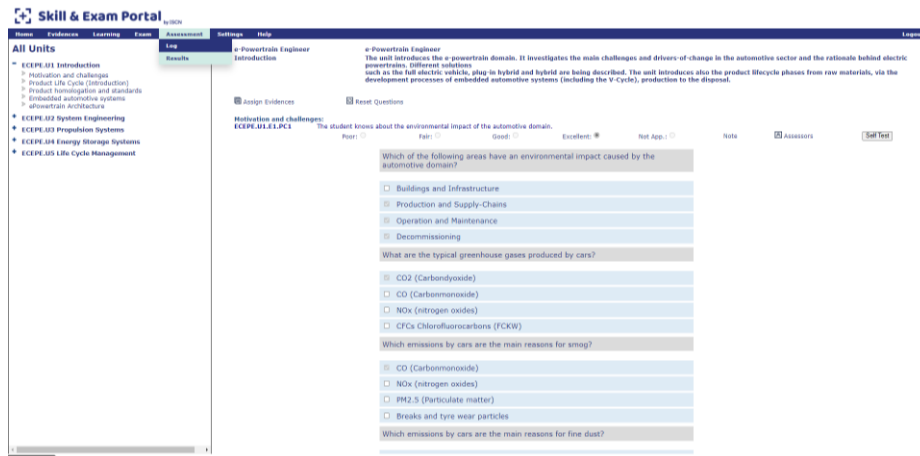 Skill & Exam Portal
by ISCN
Home Evidences Learning Exam Assessment Settings Help Logout
Log
Results
All Units
ECEPE.U1 Introduction
Motivation and challenges
Product Life Cycle (Introduction)
Product homologation and standards
Embedded automotive systems
ePowertrain Architecture
ECEPE.U2 System Engineering
ECEPE.U3 Propulsion Systems
ECEPE.U4 Energy Storage Systems
ECEPE.U5 Life Cycle Management
e-Powertrain Engineer
Introduction
e-Powertrain Engineer
The unit introduces the e-powertrain domain. It investigates the main challenges and drivers-of-change in the automotive sector and the rationale behind electric
powertrains. Different solutions
such as the full electric vehicle, plug-in hybrid and hybrid are being described. The unit introduces also the product lifecycle phases from raw materials, via the
development processes of embedded automotive systems (including the V-Cycle), production to the disposal.
Assign Evidences Reset Questions
Motivation and challenges:
ECEPE.U1.E1.PC1 The student knows about the environmental impact of the automotive domain.
Poor: Fair: Good: Excellent: Not App.: Note Assessors Self Test
Which of the following areas have an environmental impact caused by the
automotive domain?
Buildings and Infrastructure
Production and Supply-Chains
Operation and Maintenance
Decommissioning
What are the typical greenhouse gases produced by cars?
CO2 (Carbondyoxide)
CO (Carbonmonoxide)
NOx (nitrogen oxides)
CFCs Chlorofluorocarbons (FCKW)
Which emissions by cars are the main reasons for smog?
CO (Carbonmonoxide)
NOx (nitrogen oxides)
PM2.5 (Particulate matter)
Breaks and tyre wear particles
Which emissions by cars are the main reasons for fine dust?